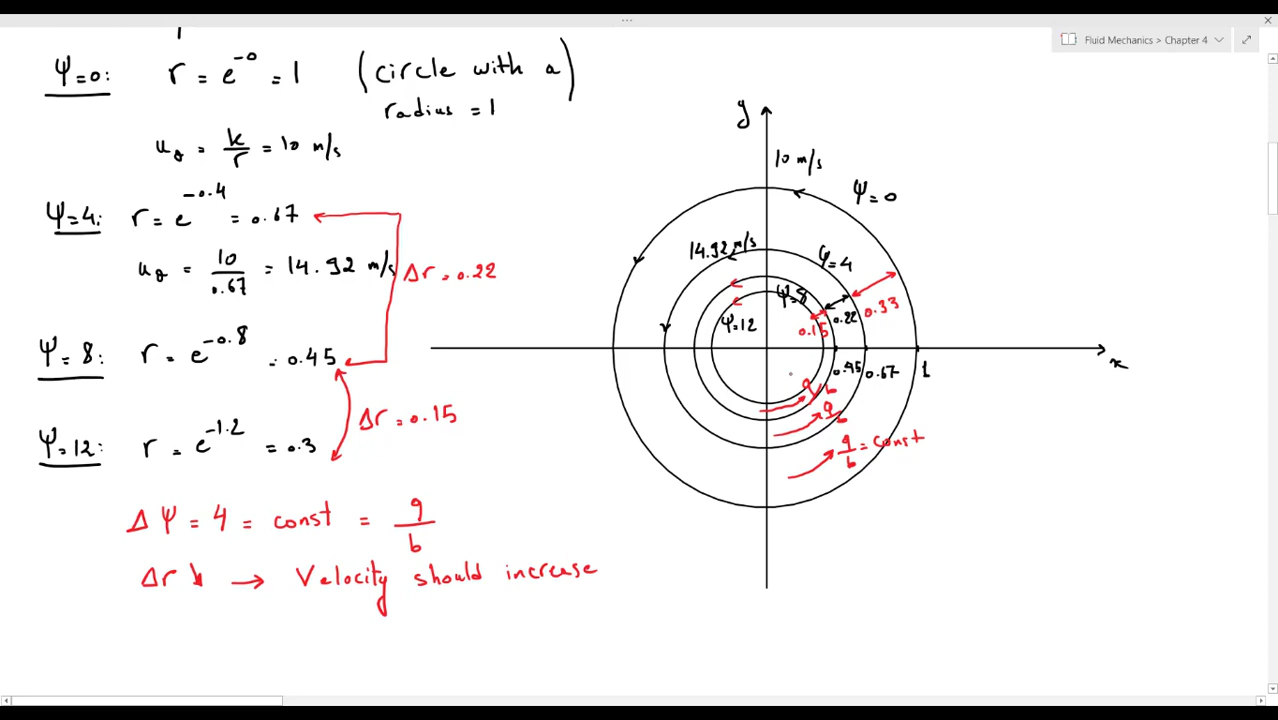 Fluid Mechanics > Chapter 4
Ψ=0: r = e^-0 = 1 (circle with a
radius = 1
u_θ = k/r = 10 m/s
Ψ=4: r = e^-0.4 = 0.67
u_θ = 10/0.67 = 14.92 m/s
Δr = 0.22
Ψ=8: r = e^-0.8 = 0.45
Δr = 0.15
Ψ=12: r = e^-1.2 = 0.3
ΔΨ = 4 = const = q/b
Δr ↘ → Velocity should increase
y
10 m/s
Ψ=0
14.92 m/s
Ψ=4
Ψ=8
Ψ=12
0.15
0.22
0.33
0.45
0.67
1
x
q/b
q/b
q/b = const